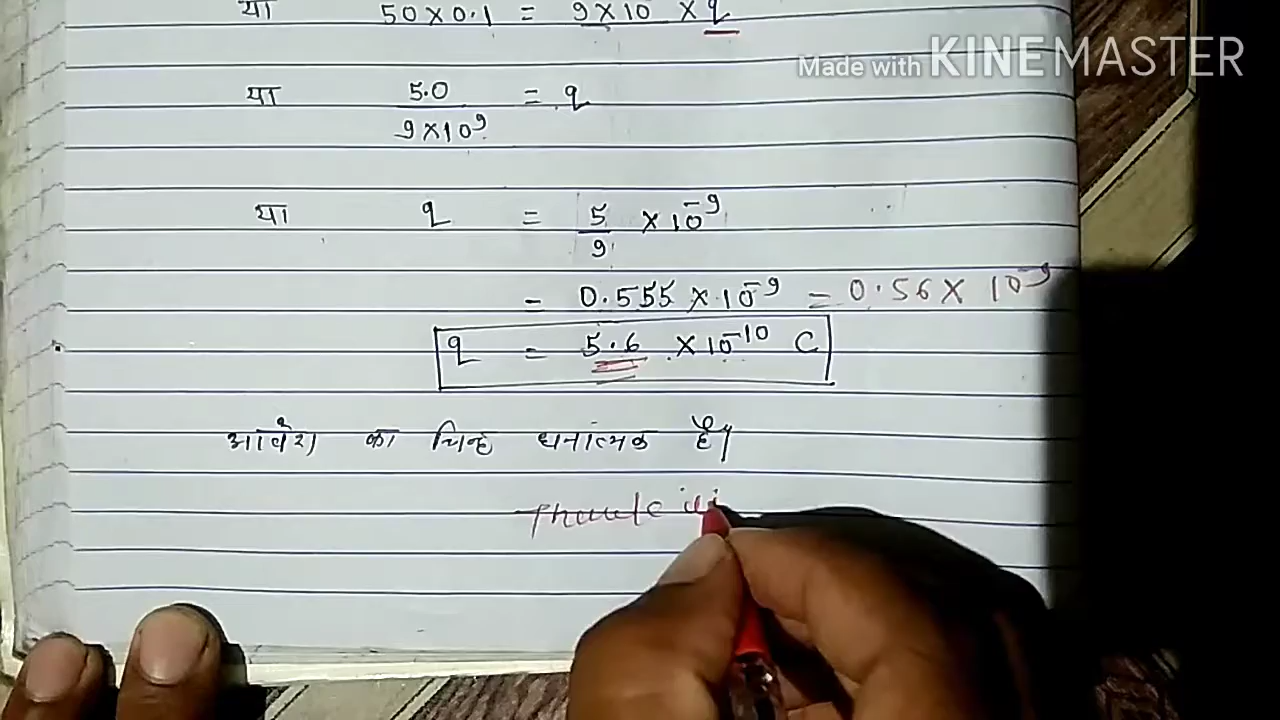 Made with KINEMASTER
या 50 × 0.1 = 9 × 10 × q
या 5.0 / 9 × 10⁹ = q
या q = 5/9 × 10⁻⁹
= 0.555 × 10⁻⁹ = 0.56 × 10⁻⁹
q = 5.6 × 10⁻¹⁰ C
आवेश का चिन्ह धनात्मक है।
Thank